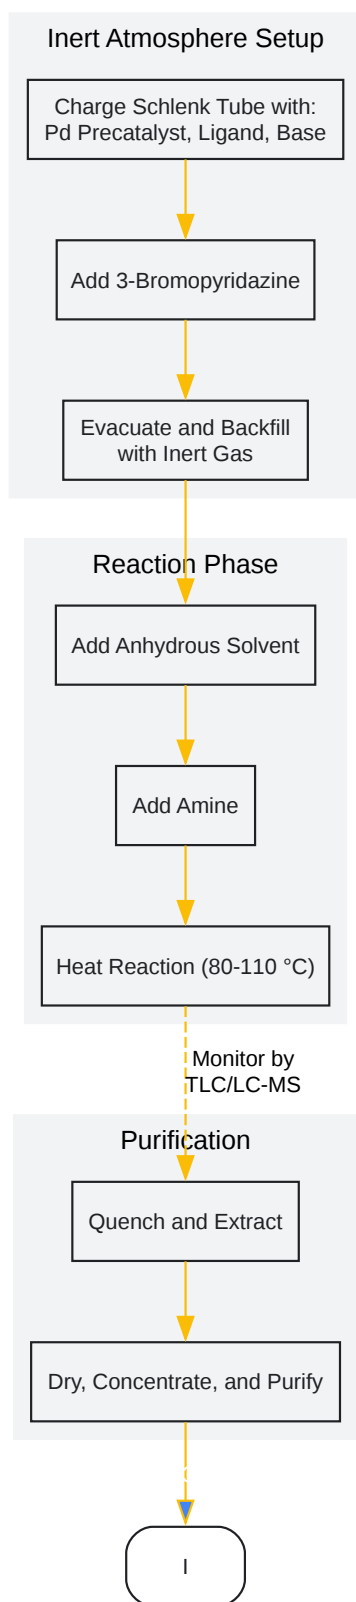 Inert Atmosphere Setup
Charge Schlenk Tube with:
Pd Precatalyst, Ligand, Base
Add 3-Bromopyridazine
Evacuate and Backfill
with Inert Gas
Reaction Phase
Add Anhydrous Solvent
Add Amine
Heat Reaction (80-110 °C)
Monitor by
TLC/LC-MS
Purification
Quench and Extract
Dry, Concentrate, and Purify
I